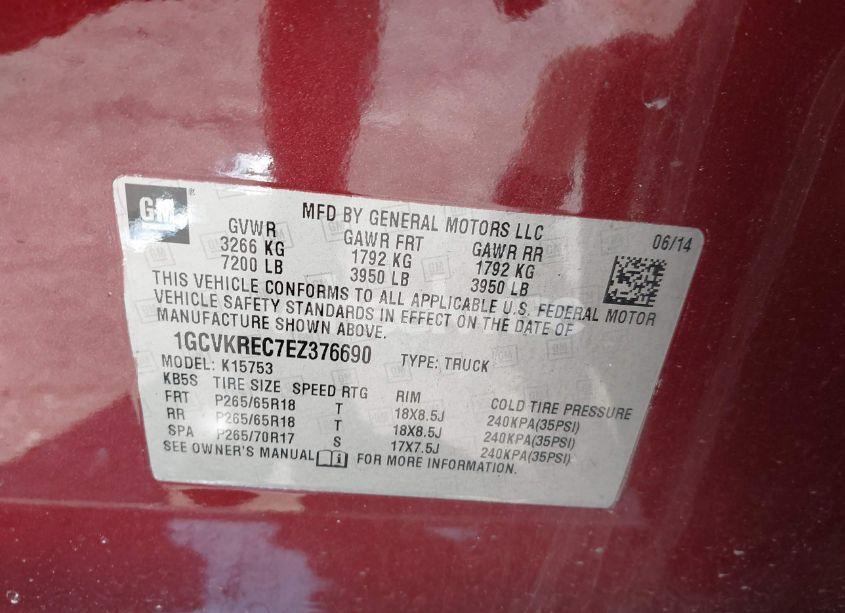 GM
MFD BY GENERAL MOTORS LLC
06/14
GVWR GAWR FRT GAWR RR
3266 KG 1792 KG 1792 KG
7200 LB 3950 LB 3950 LB
THIS VEHICLE CONFORMS TO ALL APPLICABLE U.S. FEDERAL MOTOR
VEHICLE SAFETY STANDARDS IN EFFECT ON THE DATE OF
MANUFACTURE SHOWN ABOVE.
1GCVKREC7EZ376690 TYPE: TRUCK
MODEL: K15753
KB5S TIRE SIZE SPEED RTG RIM COLD TIRE PRESSURE
FRT P265/65R18 T 18X8.5J 240KPA(35PSI)
RR P265/65R18 T 18X8.5J 240KPA(35PSI)
SPA P265/70R17 S 17X7.5J 240KPA(35PSI)
SEE OWNER'S MANUAL FOR MORE INFORMATION.